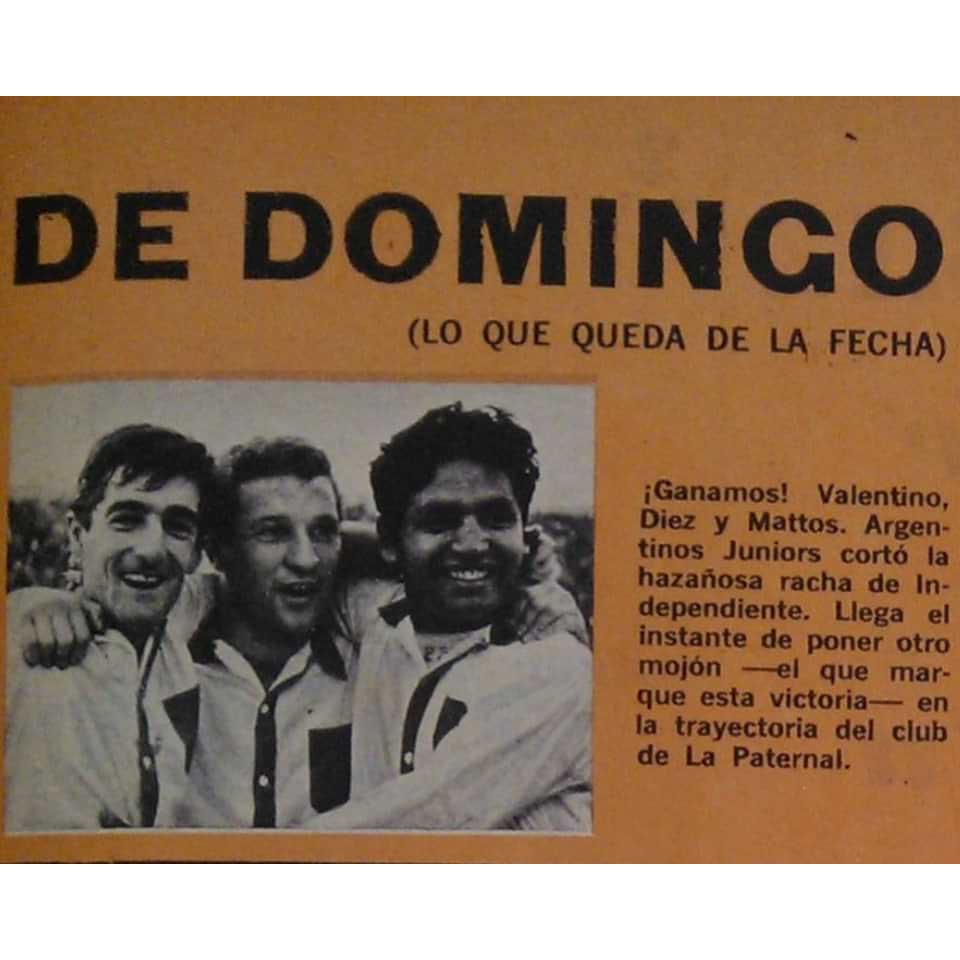 DE DOMINGO
(LO QUE QUEDA DE LA FECHA)
¡Ganamos! Valentino,
Diez y Mattos. Argen-
tinos Juniors cortó la
hazañosa racha de In-
dependiente. Llega el
instante de poner otro
mojón —el que mar-
que esta victoria— en
la trayectoria del club
de La Paternal.